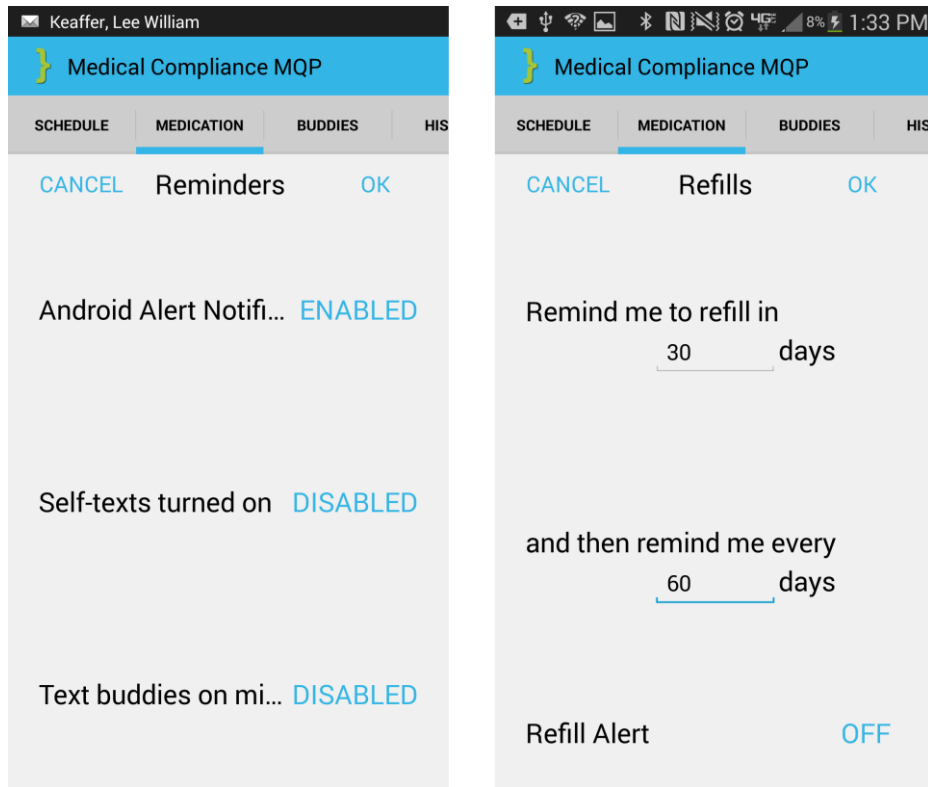 Keaffer, Lee William
Medical Compliance MQP
SCHEDULE MEDICATION BUDDIES HIS
CANCEL Reminders OK
Android Alert Notifi... ENABLED
Self-texts turned on DISABLED
Text buddies on mi... DISABLED
4G 8% 1:33 PM
Medical Compliance MQP
SCHEDULE MEDICATION BUDDIES HIS
CANCEL Refills OK
Remind me to refill in
30 days
and then remind me every
60 days
Refill Alert OFF